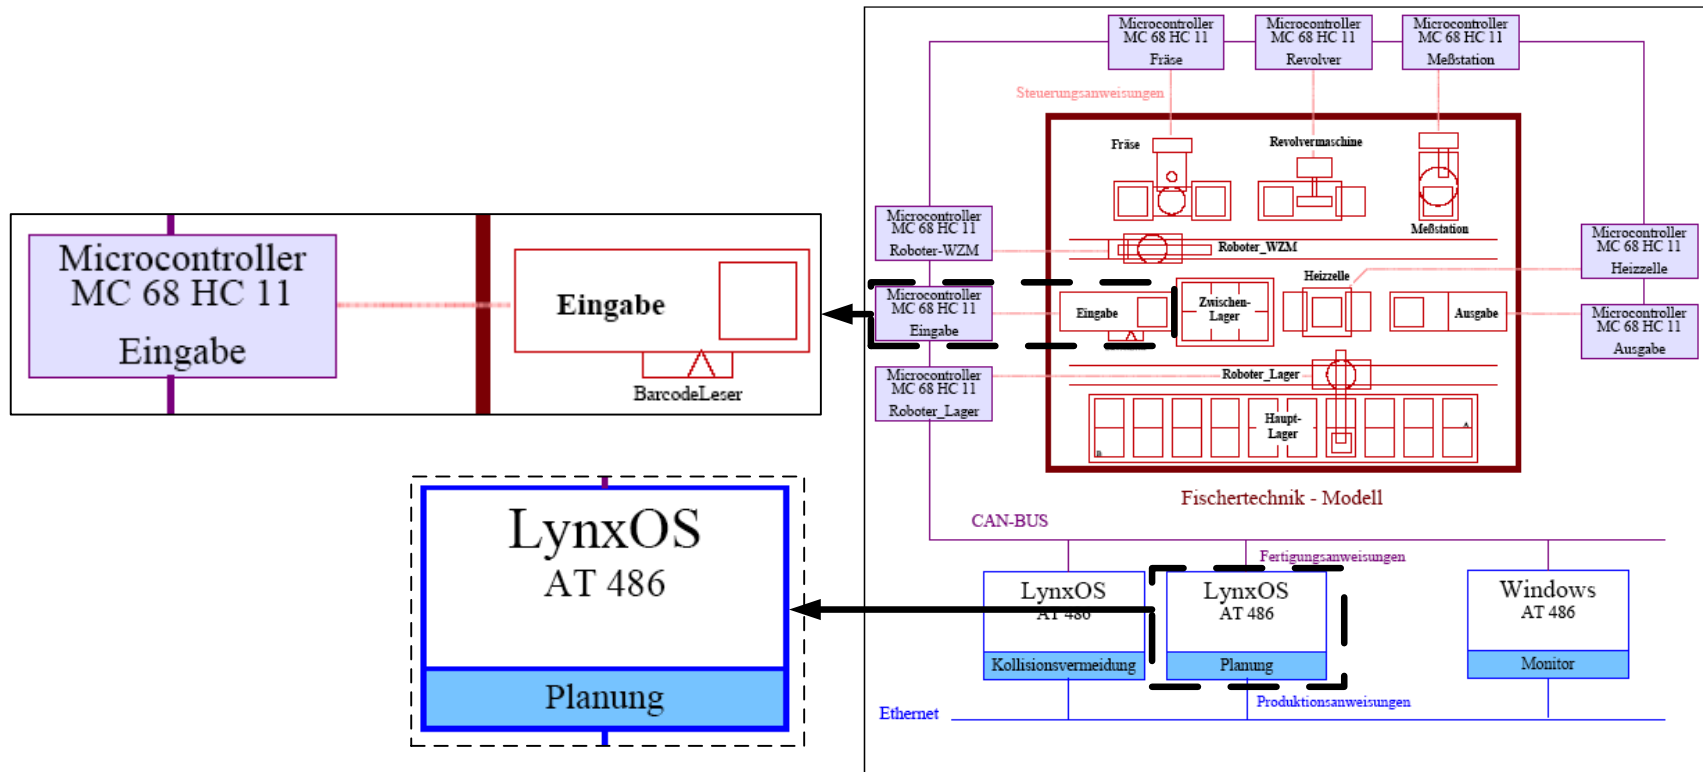 Microcontroller
MC 68 HC 11
Eingabe
Eingabe
BarcodeLeser
LynxOS
AT 486
Planung
Microcontroller
MC 68 HC 11
Fräse
Microcontroller
MC 68 HC 11
Revolver
Microcontroller
MC 68 HC 11
Meßstation
Steuerungsanweisungen
Fräse
Revolvermaschine
Meßstation
Microcontroller
MC 68 HC 11
Roboter-WZM
Roboter_WZM
Microcontroller
MC 68 HC 11
Heizzelle
Heizzelle
Microcontroller
MC 68 HC 11
Eingabe
Eingabe
Zwischen-
Lager
Ausgabe
Microcontroller
MC 68 HC 11
Ausgabe
Microcontroller
MC 68 HC 11
Roboter_Lager
Roboter_Lager
Haupt-
Lager
A
B
Fischertechnik - Modell
CAN-BUS
Fertigungsanweisungen
LynxOS
AT 486
Kollisionsvermeidung
LynxOS
AT 486
Planung
Windows
AT 486
Monitor
Produktionsanweisungen
Ethernet